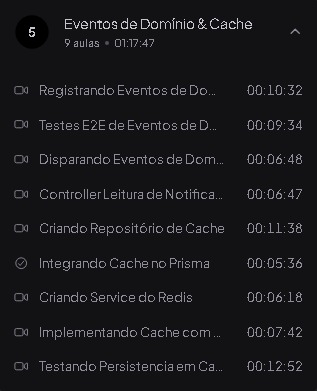 5
Eventos de Domínio & Cache
9 aulas • 01:17:47
Registrando Eventos de Do... 00:10:32
Testes E2E de Eventos de D... 00:09:34
Disparando Eventos de Dom... 00:06:48
Controller Leitura de Notifica... 00:06:47
Criando Repositório de Cache 00:11:38
Integrando Cache no Prisma 00:05:36
Criando Service do Redis 00:06:18
Implementando Cache com ... 00:07:42
Testando Persistencia em Ca... 00:12:52